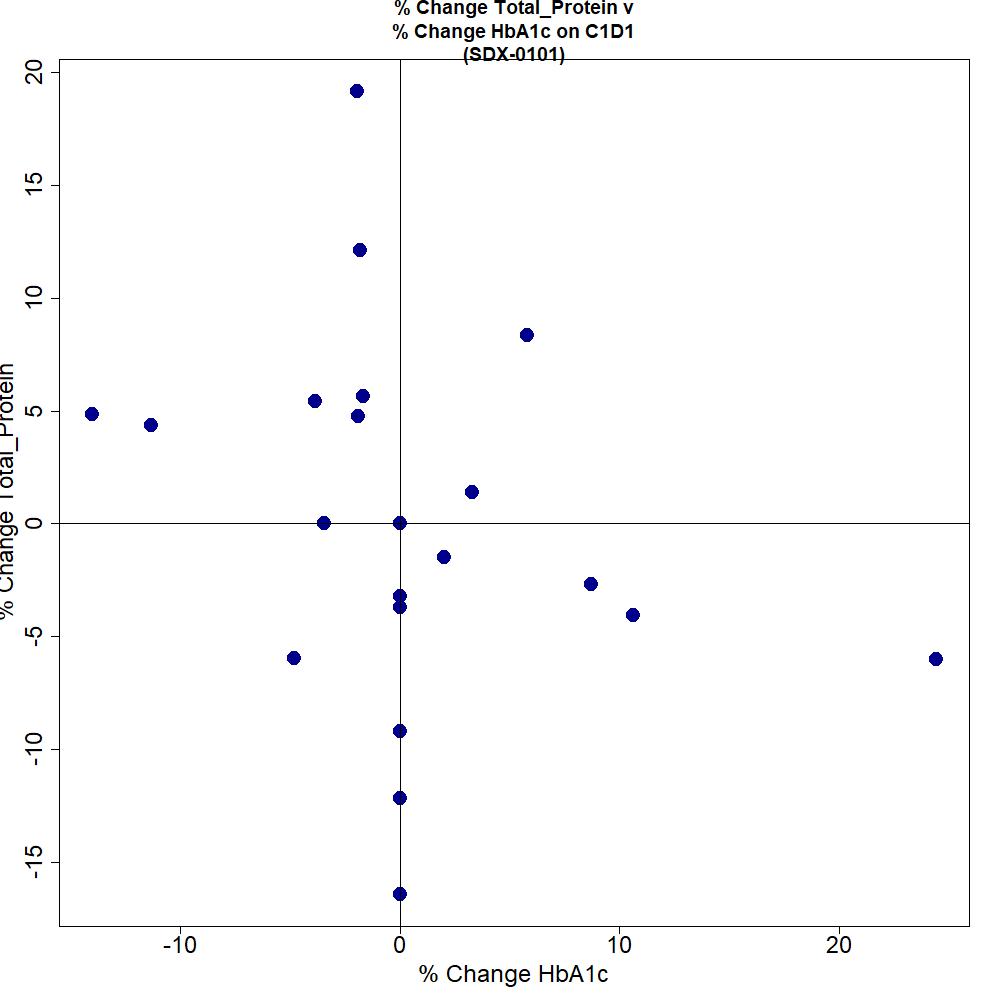 % Change Total_Protein v
% Change HbA1c on C1D1
(SDX-0101)
% Change Total_Protein
20
15
10
5
0
-5
-10
-15
-10
0
10
20
% Change HbA1c